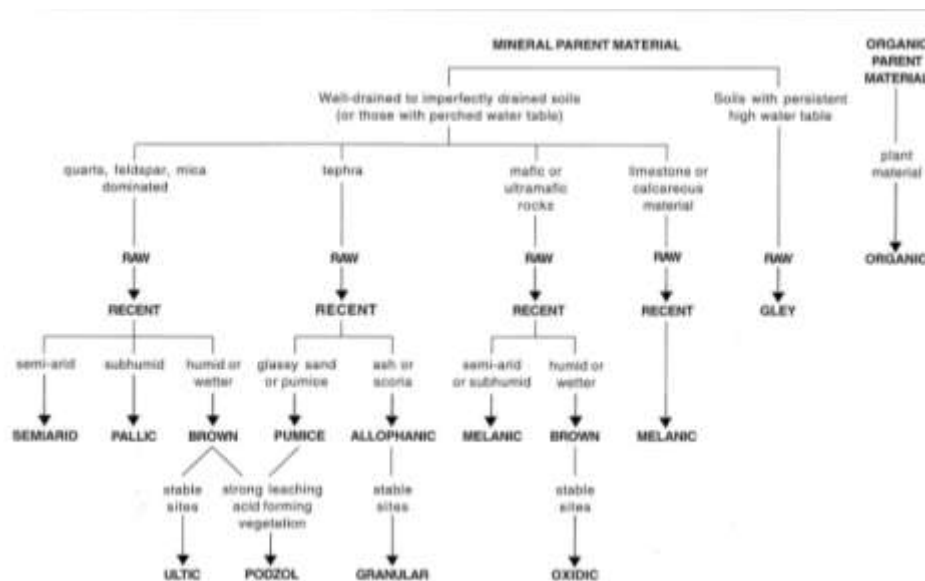 MINERAL PARENT MATERIAL
ORGANIC
PARENT
MATERIAL
Well-drained to imperfectly drained soils
(or those with perched water table)
Soils with persistent
high water table
quartz, feldspar, mica
dominated
tephra
mafic or
ultramafic
rocks
limestone or
calcareous
material
plant
material
RAW
RAW
RAW
RAW
RAW
ORGANIC
RECENT
RECENT
RECENT
RECENT
GLEY
semi-arid
subhumid
humid or
wetter
glassy sand
or pumice
ash or
scoria
semi-arid
or subhumid
humid or
wetter
SEMIARID
PALLIC
BROWN
PUMICE
ALLOPHANIC
MELANIC
BROWN
MELANIC
stable
sites
strong leaching
acid forming
vegetation
stable
sites
stable
sites
ULTIC
PODZOL
GRANULAR
OXIDIC